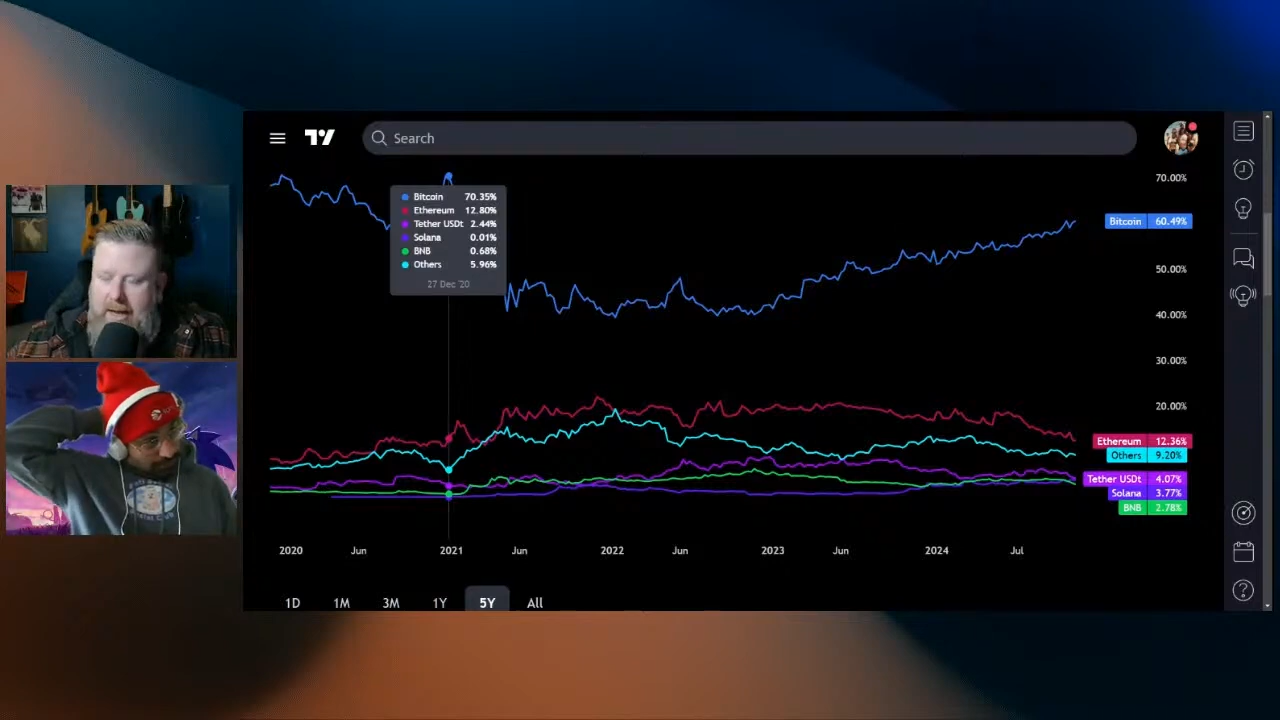 Search
70.00%
Bitcoin 70.35%
Ethereum 12.80%
Tether USDt 2.44%
Solana 0.01%
BNB 0.68%
Others 5.96%
27 Dec '20
Bitcoin 60.49%
50.00%
40.00%
30.00%
20.00%
Ethereum 12.36%
Others 9.20%
Tether USDt 4.07%
Solana 3.77%
BNB 2.78%
2020 Jun 2021 Jun 2022 Jun 2023 Jun 2024 Jul
1D 1M 3M 1Y 5Y All